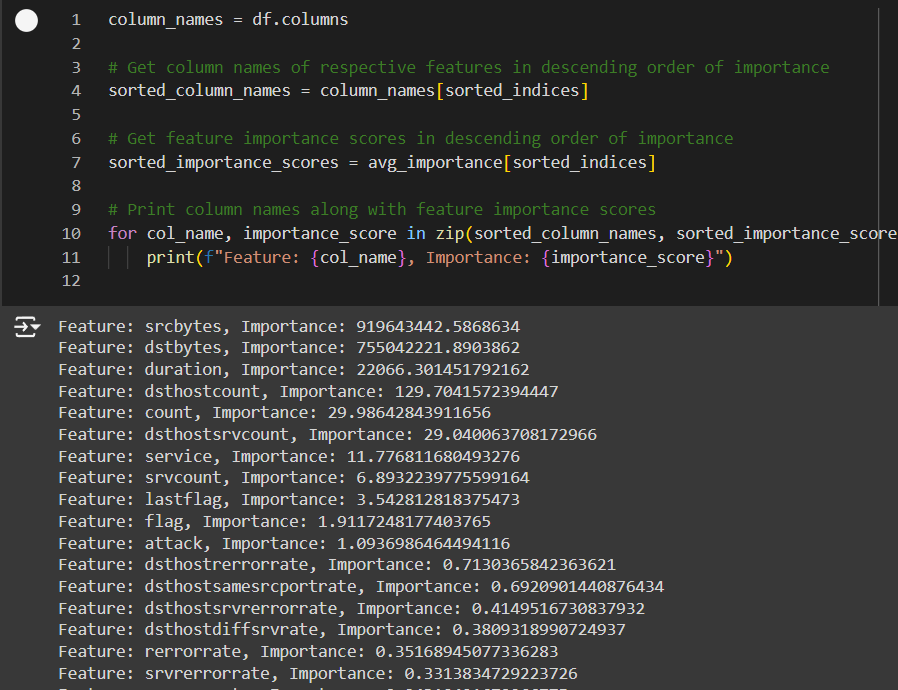 1 column_names = df.columns
2
3 # Get column names of respective features in descending order of importance
4 sorted_column_names = column_names[sorted_indices]
5
6 # Get feature importance scores in descending order of importance
7 sorted_importance_scores = avg_importance[sorted_indices]
8
9 # Print column names along with feature importance scores
10 for col_name, importance_score in zip(sorted_column_names, sorted_importance_score
11 print(f"Feature: {col_name}, Importance: {importance_score}")
12
Feature: srcbytes, Importance: 919643442.5868634
Feature: dstbytes, Importance: 755042221.8903862
Feature: duration, Importance: 22066.301451792162
Feature: dsthostcount, Importance: 129.7041572394447
Feature: count, Importance: 29.98642843911656
Feature: dsthostsrvcount, Importance: 29.040063708172966
Feature: service, Importance: 11.776811680493276
Feature: srvcount, Importance: 6.8932239775599164
Feature: lastflag, Importance: 3.542812818375473
Feature: flag, Importance: 1.9117248177403765
Feature: attack, Importance: 1.0936986464494116
Feature: dsthostrerrorrate, Importance: 0.7130365842363621
Feature: dsthostsamesrcportrate, Importance: 0.6920901440876434
Feature: dsthostsrvrerrorrate, Importance: 0.4149516730837932
Feature: dsthostdiffsrvrate, Importance: 0.3809318990724937
Feature: rerrorrate, Importance: 0.35168945077336283
Feature: srvrerrorrate, Importance: 0.3313834729223726